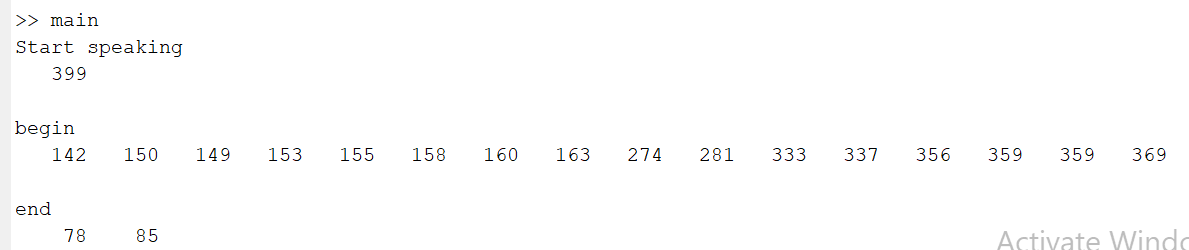 >> main
Start speaking
399
begin
142 150 149 153 155 158 160 163 274 281 333 337 356 359 359 369
end
78 85
Activate